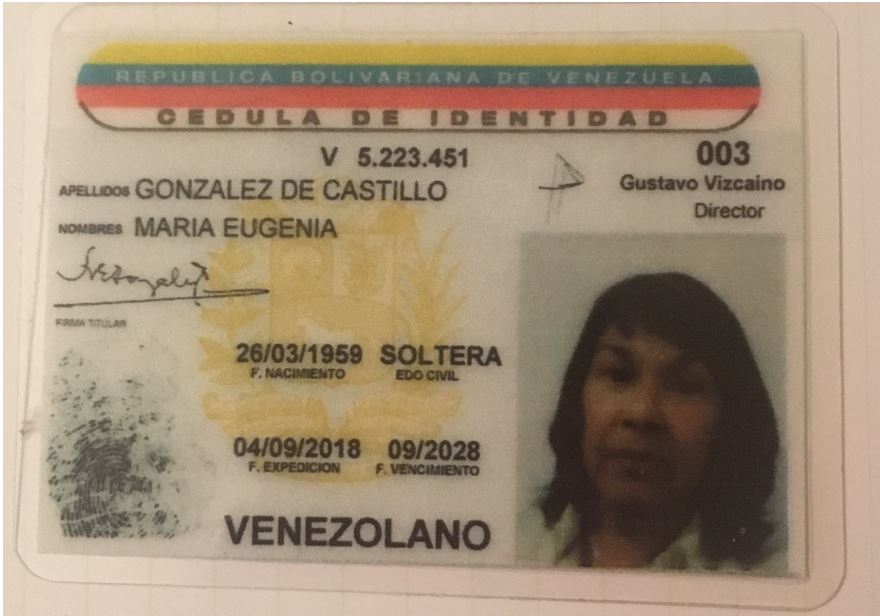 REPUBLICA BOLIVARIANA DE VENEZUELA
CEDULA DE IDENTIDAD
V 5.223.451
003
APELLIDOS GONZALEZ DE CASTILLO
Gustavo Vizcaino
Director
NOMBRES MARIA EUGENIA
FIRMA TITULAR
26/03/1959 SOLTERA
F. NACIMIENTO EDO CIVIL
04/09/2018 09/2028
F. EXPEDICION F. VENCIMIENTO
VENEZOLANO